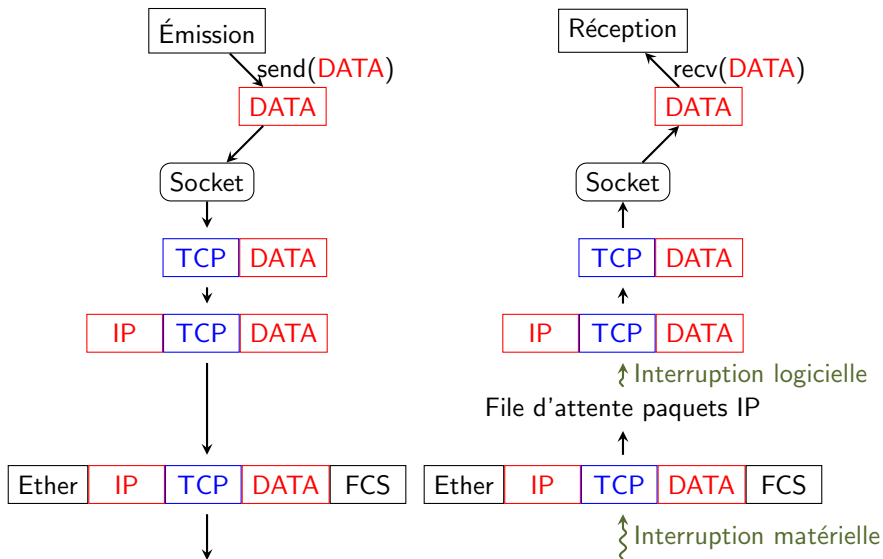 Émission
send(DATA)
DATA
Socket
TCP DATA
IP TCP DATA
Ether IP TCP DATA FCS
Réception
recv(DATA)
DATA
Socket
TCP DATA
IP TCP DATA
Interruption logicielle
File d'attente paquets IP
Ether IP TCP DATA FCS
Interruption matérielle